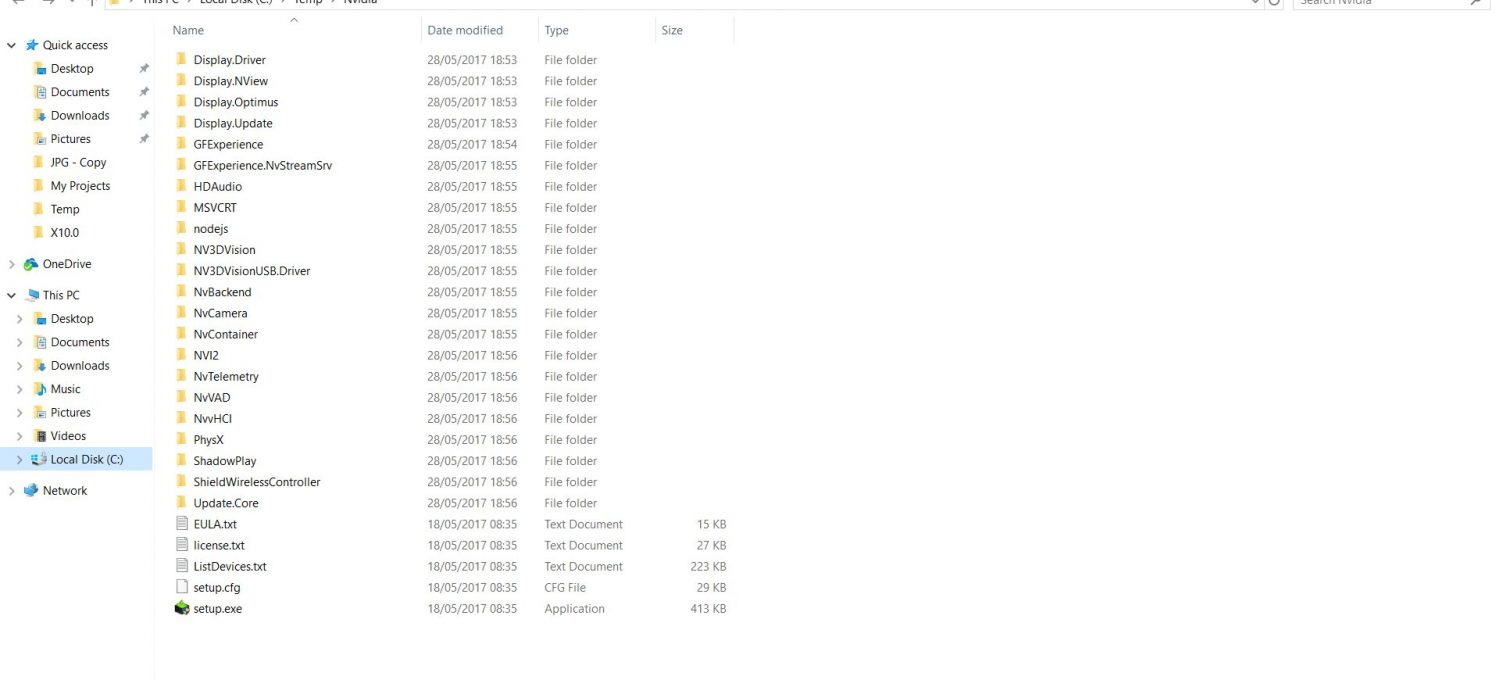 This PC > Local Disk (C:) > Temp > Nvidia
Search Nvidia
Name Date modified Type Size
Quick access
Desktop
Documents
Downloads
Pictures
JPG - Copy
My Projects
Temp
X10.0
OneDrive
This PC
Desktop
Documents
Downloads
Music
Pictures
Videos
Local Disk (C:)
Network
Display.Driver 28/05/2017 18:53 File folder
Display.NView 28/05/2017 18:53 File folder
Display.Optimus 28/05/2017 18:53 File folder
Display.Update 28/05/2017 18:53 File folder
GFExperience 28/05/2017 18:54 File folder
GFExperience.NvStreamSrv 28/05/2017 18:55 File folder
HDAudio 28/05/2017 18:55 File folder
MSVCRT 28/05/2017 18:55 File folder
nodejs 28/05/2017 18:55 File folder
NV3DVision 28/05/2017 18:55 File folder
NV3DVisionUSB.Driver 28/05/2017 18:55 File folder
NvBackend 28/05/2017 18:55 File folder
NvCamera 28/05/2017 18:55 File folder
NvContainer 28/05/2017 18:55 File folder
NVI2 28/05/2017 18:56 File folder
NvTelemetry 28/05/2017 18:56 File folder
NvVAD 28/05/2017 18:56 File folder
NvvHCI 28/05/2017 18:56 File folder
PhysX 28/05/2017 18:56 File folder
ShadowPlay 28/05/2017 18:56 File folder
ShieldWirelessController 28/05/2017 18:56 File folder
Update.Core 28/05/2017 18:56 File folder
EULA.txt 18/05/2017 08:35 Text Document 15 KB
license.txt 18/05/2017 08:35 Text Document 27 KB
ListDevices.txt 18/05/2017 08:35 Text Document 223 KB
setup.cfg 18/05/2017 08:35 CFG File 29 KB
setup.exe 18/05/2017 08:35 Application 413 KB